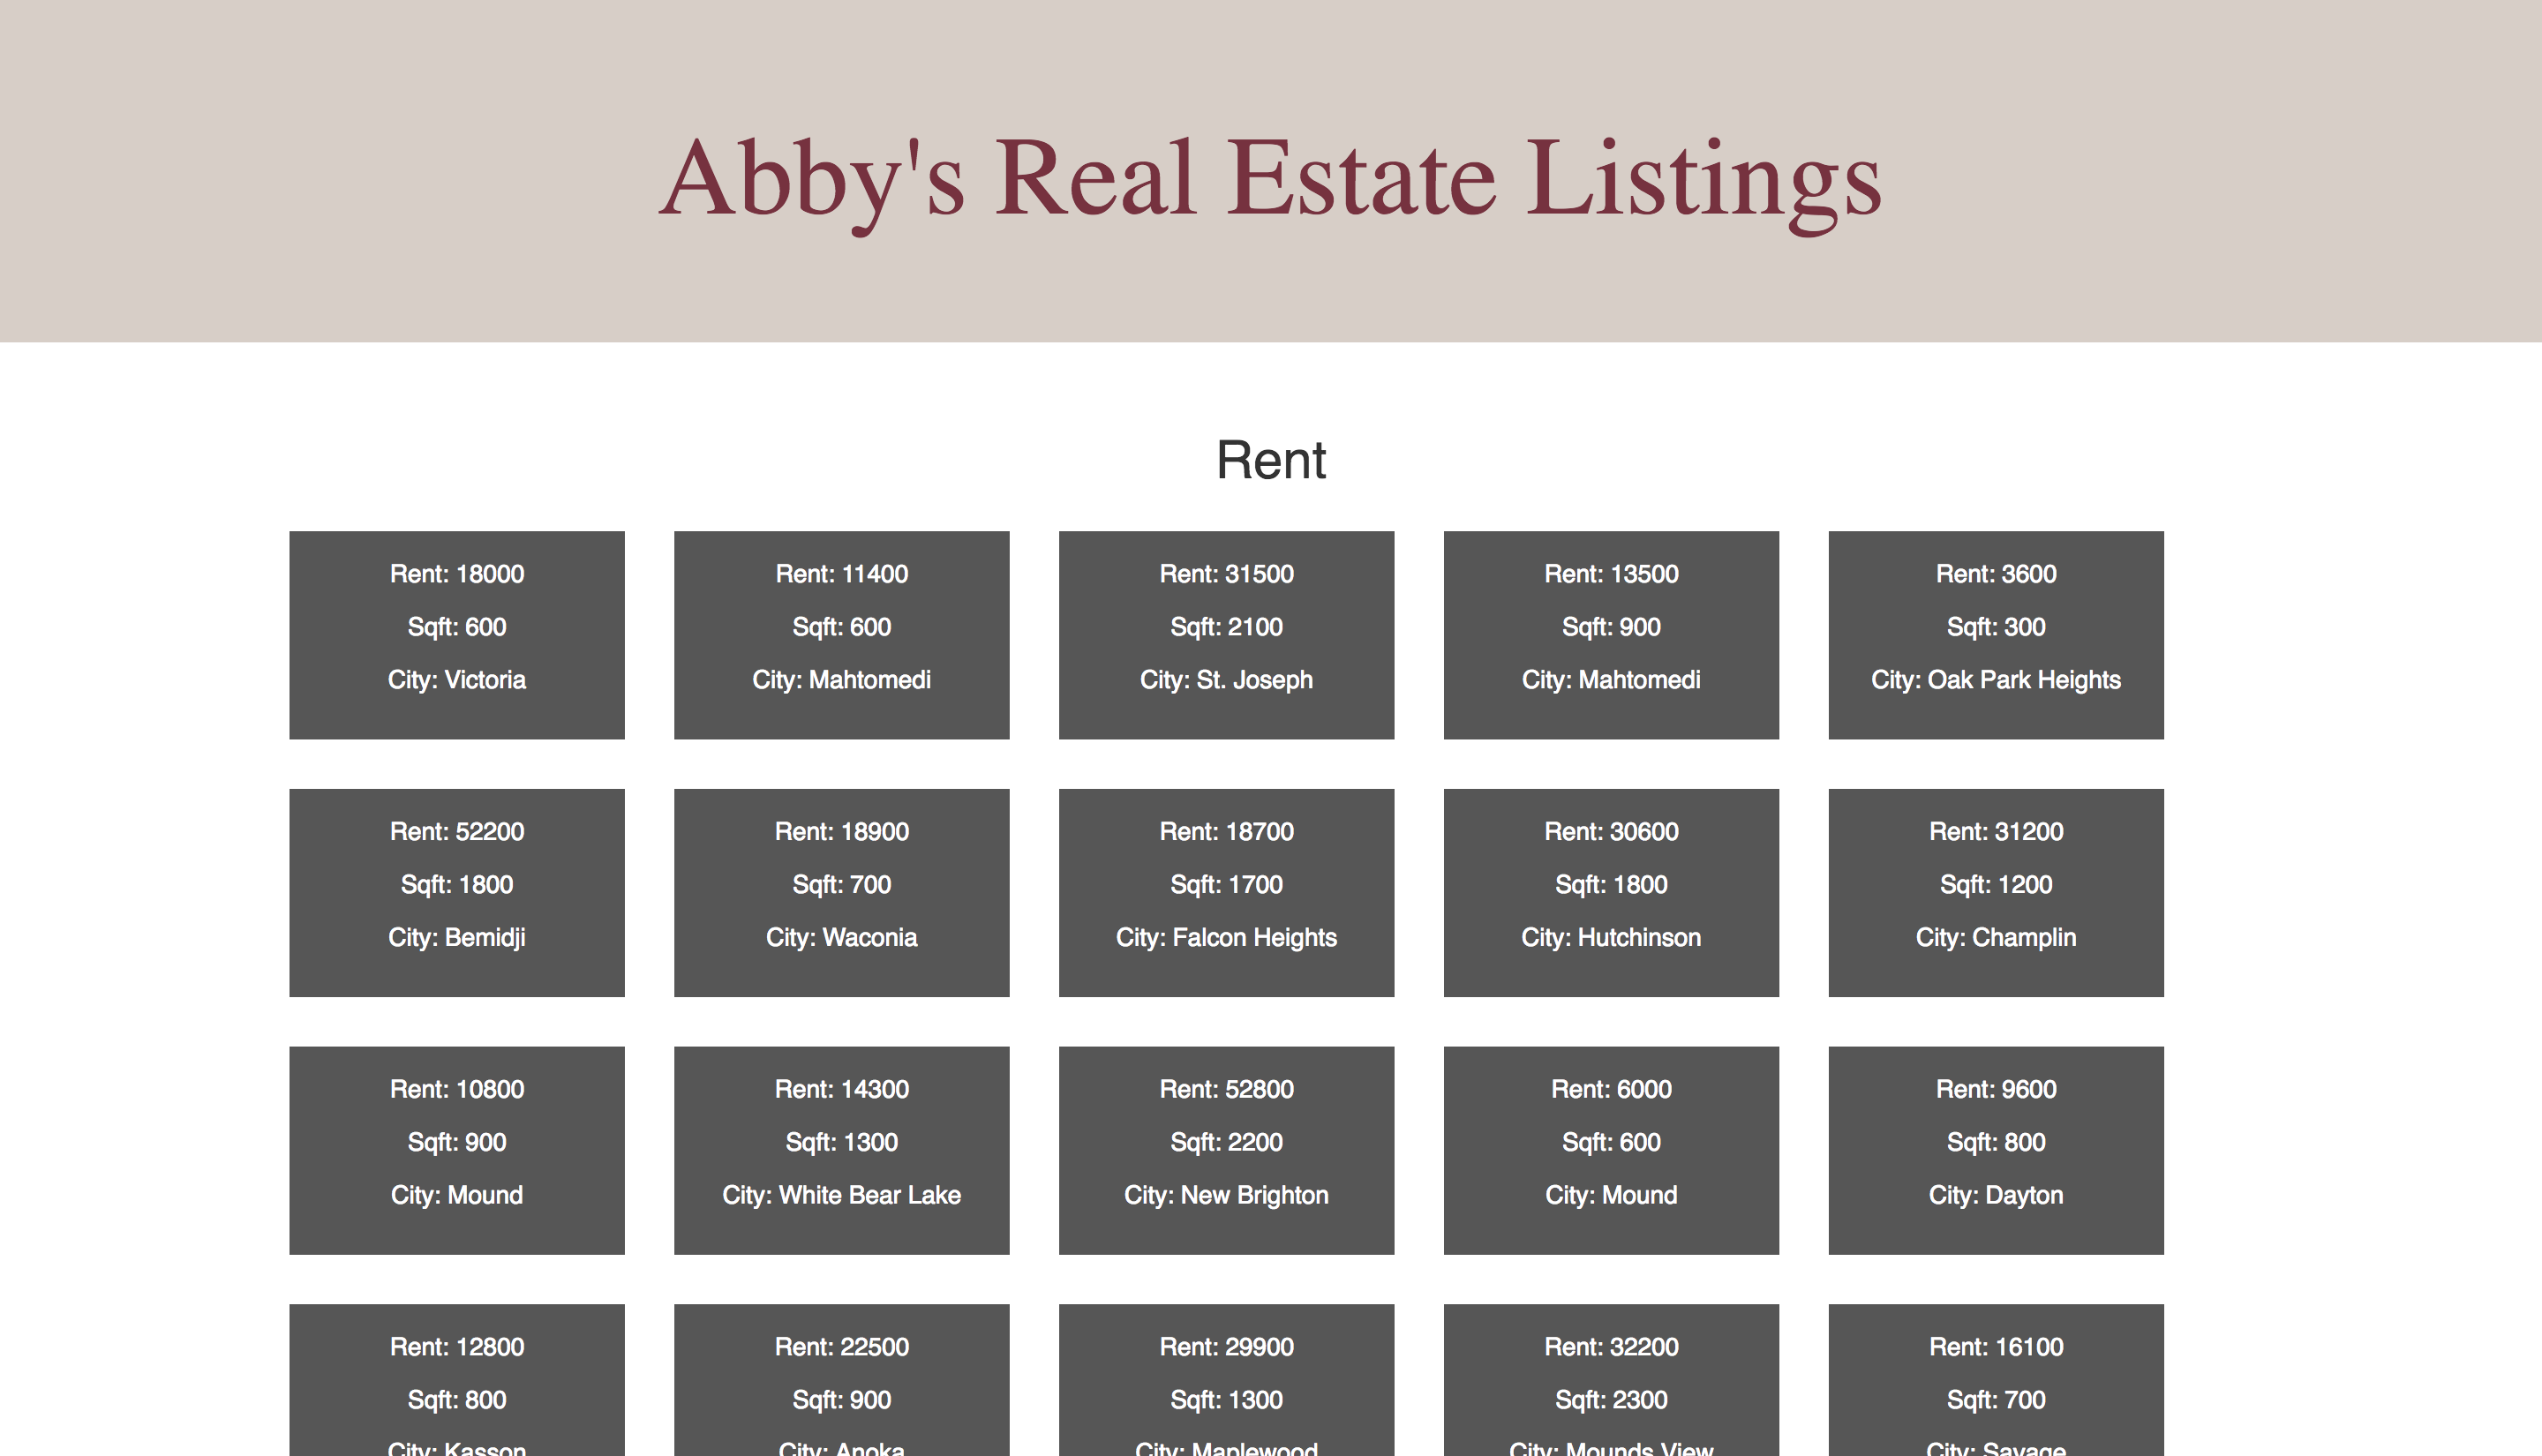 Abby's Real Estate Listings
Rent
Rent: 18000
Sqft: 600
City: Victoria
Rent: 11400
Sqft: 600
City: Mahtomedi
Rent: 31500
Sqft: 2100
City: St. Joseph
Rent: 13500
Sqft: 900
City: Mahtomedi
Rent: 3600
Sqft: 300
City: Oak Park Heights
Rent: 52200
Sqft: 1800
City: Bemidji
Rent: 18900
Sqft: 700
City: Waconia
Rent: 18700
Sqft: 1700
City: Falcon Heights
Rent: 30600
Sqft: 1800
City: Hutchinson
Rent: 31200
Sqft: 1200
City: Champlin
Rent: 10800
Sqft: 900
City: Mound
Rent: 14300
Sqft: 1300
City: White Bear Lake
Rent: 52800
Sqft: 2200
City: New Brighton
Rent: 6000
Sqft: 600
City: Mound
Rent: 9600
Sqft: 800
City: Dayton
Rent: 12800
Sqft: 800
City: Kasson
Rent: 22500
Sqft: 900
City: Anoka
Rent: 29900
Sqft: 1300
City: Maplewood
Rent: 32200
Sqft: 2300
City: Mounds View
Rent: 16100
Sqft: 700
City: Savage